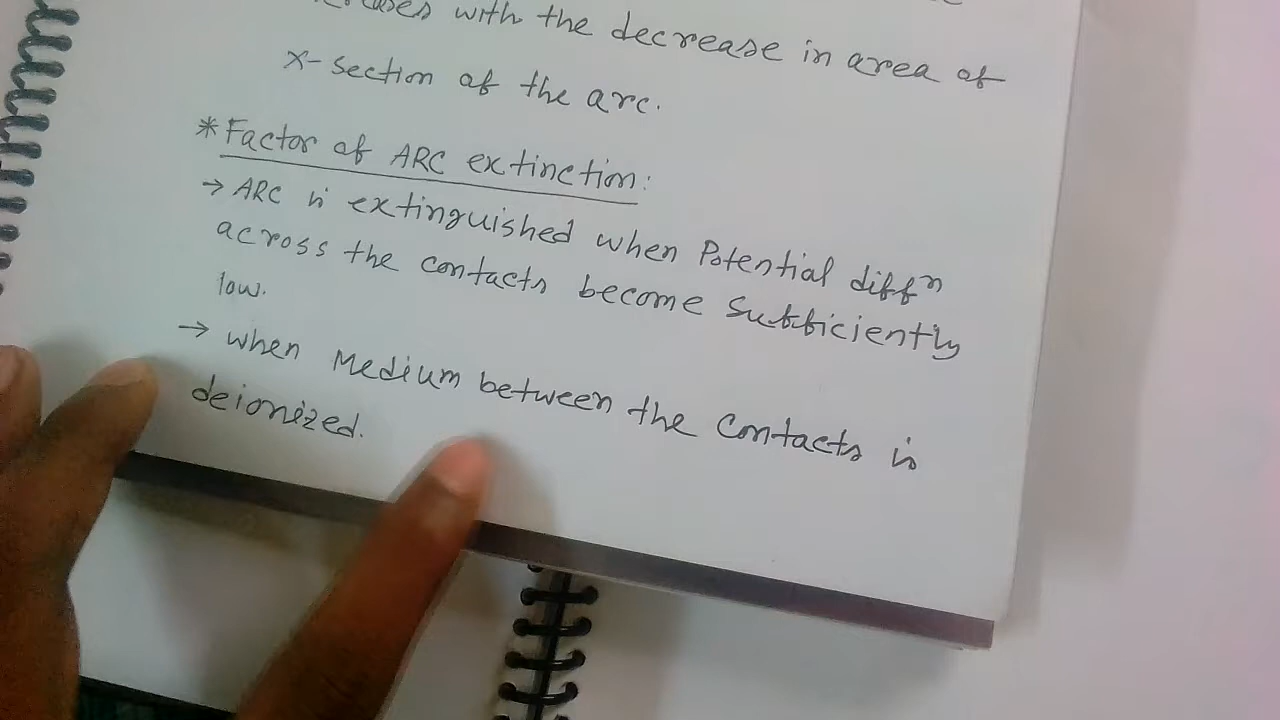 with the decrease in area of
x-section of the arc.
* Factor of ARC extinction:
→ ARC is extinguished when Potential diffn
across the contacts become sufficiently
low.
→ when Medium between the contacts is
deionized.